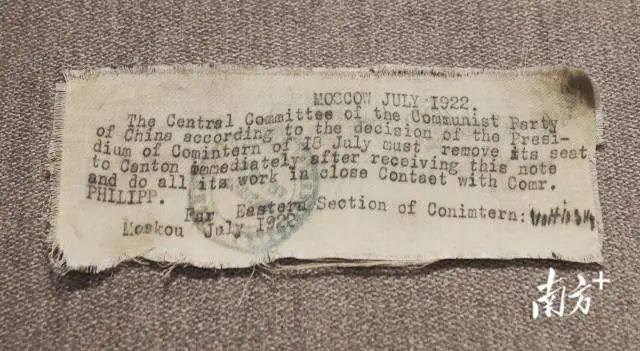 MOSCOW JULY 1922.
The Central Committee of the Communist Party
of China according to the decision of the Presi-
dium of Comintern of 18 July must remove its seat
to Canton immediately after receiving this note
and do all its work in close Contact with Comr.
PHILIPP.
Far Eastern Section of Conimtern:
Moskou July 1922
南方+